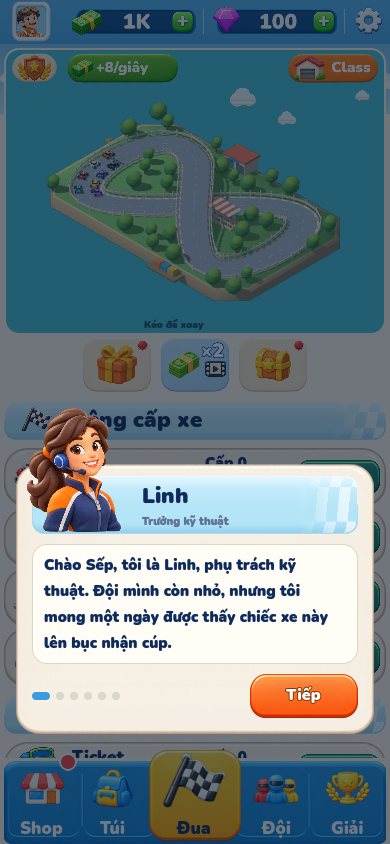 1K
100
+8/giây
Class
Kéo để xoay
x2
cấp xe
Cấp 0
Linh
Trưởng kỹ thuật
Chào Sếp, tôi là Linh, phụ trách kỹ
thuật. Đội mình còn nhỏ, nhưng tôi
mong một ngày được thấy chiếc xe này
lên bục nhận cúp.
Tiếp
Ticket
Shop
Túi
Đua
Đội
Giải